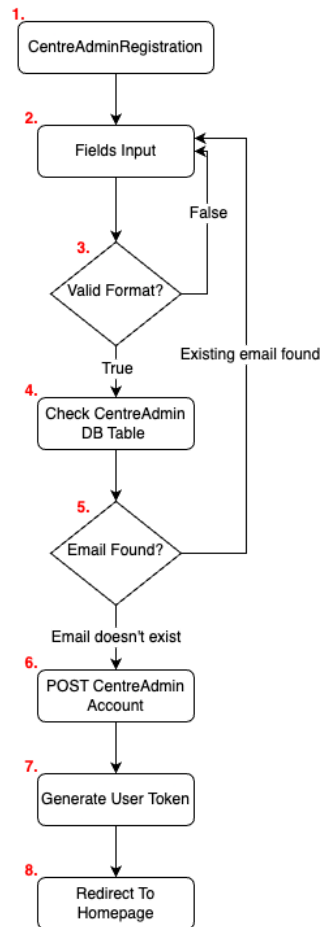 1.
CentreAdminRegistration
2.
Fields Input
False
3.
Valid Format?
Existing email found
True
4.
Check CentreAdmin
DB Table
5.
Email Found?
Email doesn't exist
6.
POST CentreAdmin
Account
7.
Generate User Token
8.
Redirect To
Homepage